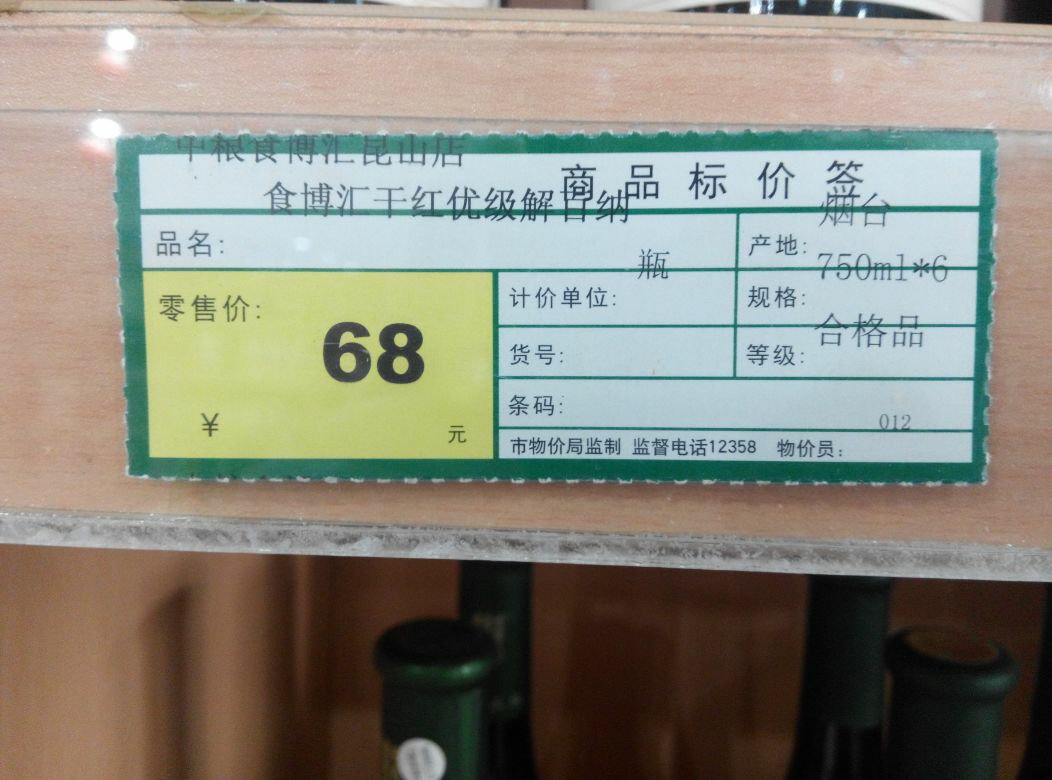 中粮食博汇昆山店
商品标价签
食博汇干红优级解百纳
烟台
品名:
产地:
瓶
750ml*6
零售价:
计价单位:
规格:
68
合格品
货号:
等级:
条码:
¥
元
012
市物价局监制 监督电话12358 物价员: